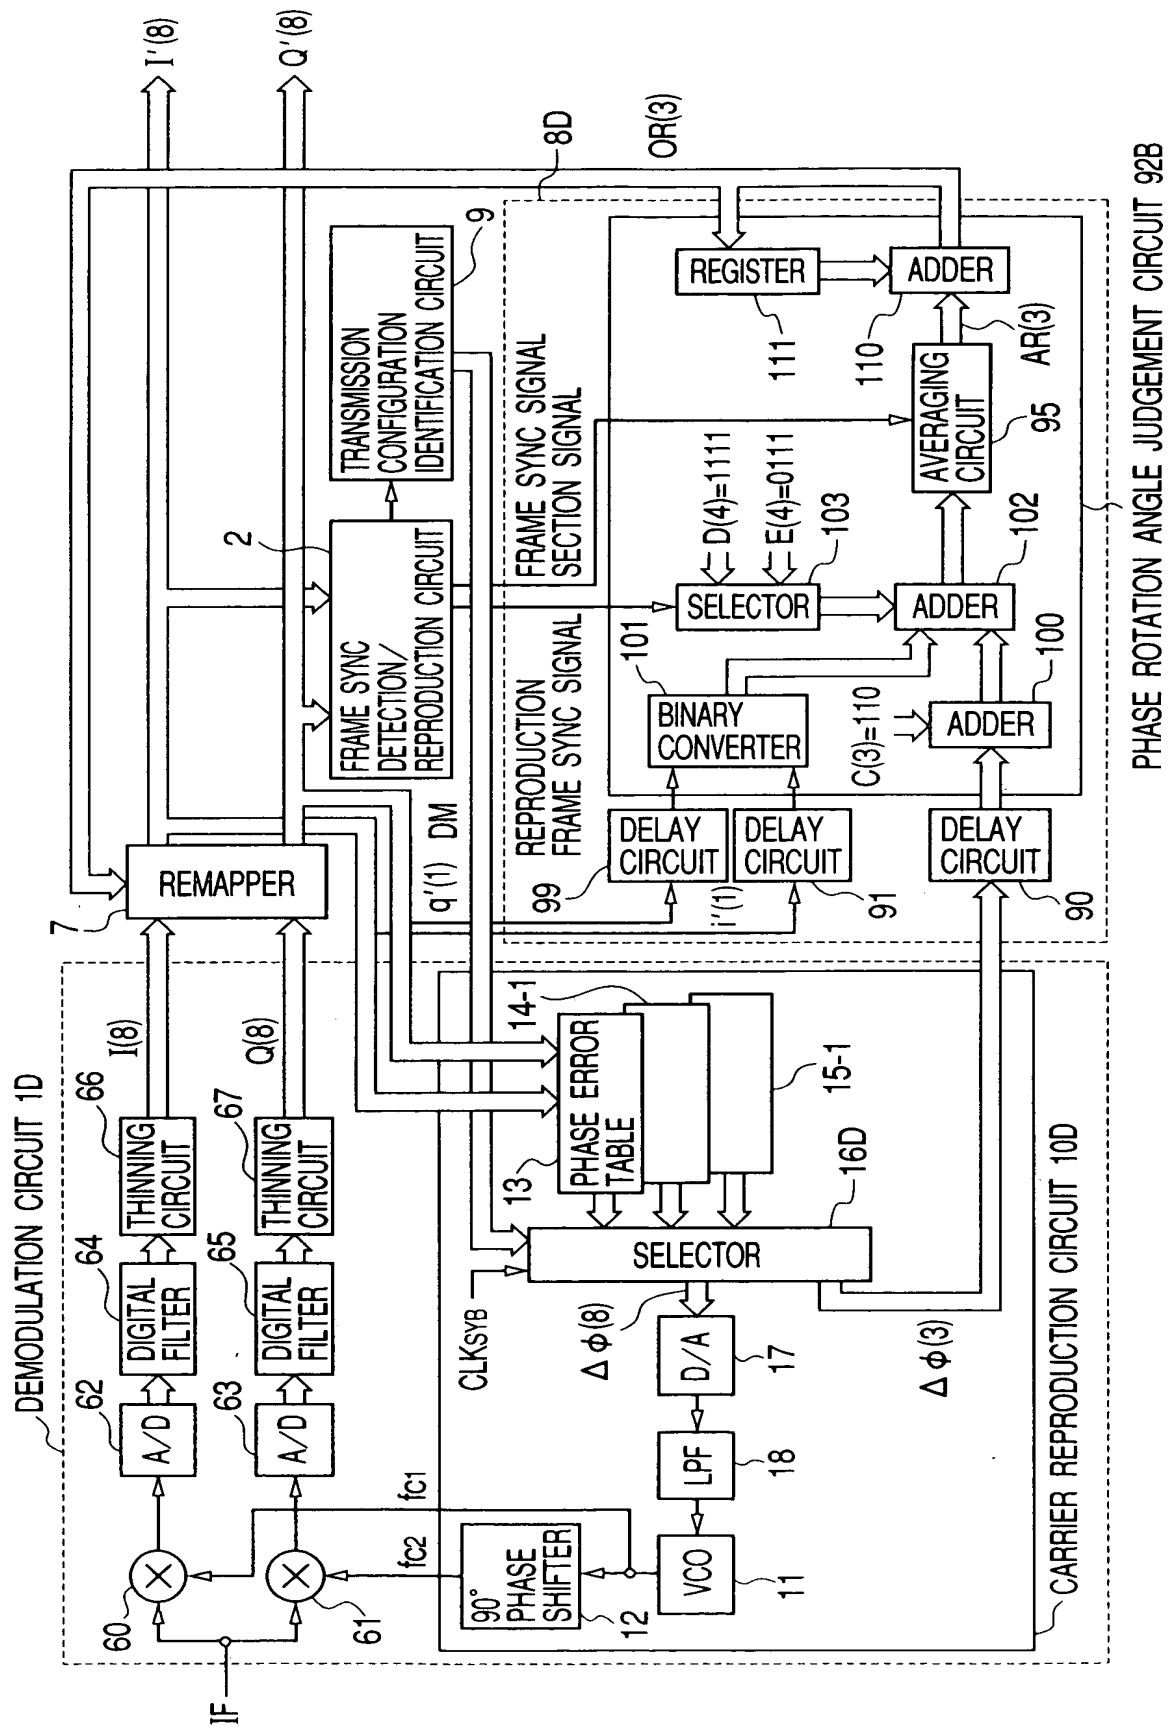 DEMODULATION CIRCUIT 1D
IF
60
61
62
A/D
63
A/D
64
DIGITAL
FILTER
65
DIGITAL
FILTER
66
THINNING
CIRCUIT
67
THINNING
CIRCUIT
I(8)
Q(8)
7
REMAPPER
I'(8)
Q'(8)
fC1
fC2
90°
PHASE
SHIFTER
12
VCO
11
LPF
18
D/A
17
CLKSYB
Δφ(8)
Δφ(3)
SELECTOR
16D
13
PHASE ERROR
TABLE
14-1
15-1
CARRIER REPRODUCTION CIRCUIT 10D
q'(1)
DM
i'(1)
2
FRAME SYNC
DETECTION/
REPRODUCTION CIRCUIT
TRANSMISSION
CONFIGURATION
IDENTIFICATION CIRCUIT
9
REPRODUCTION
FRAME SYNC SIGNAL
FRAME SYNC SIGNAL
SECTION SIGNAL
8D
OR(3)
DELAY
CIRCUIT
99
DELAY
CIRCUIT
91
DELAY
CIRCUIT
90
101
BINARY
CONVERTER
C(3)=110
ADDER
100
D(4)=1111
E(4)=0111
SELECTOR
103
ADDER
102
AVERAGING
CIRCUIT
95
AR(3)
REGISTER
111
ADDER
110
PHASE ROTATION ANGLE JUDGEMENT CIRCUIT 92B